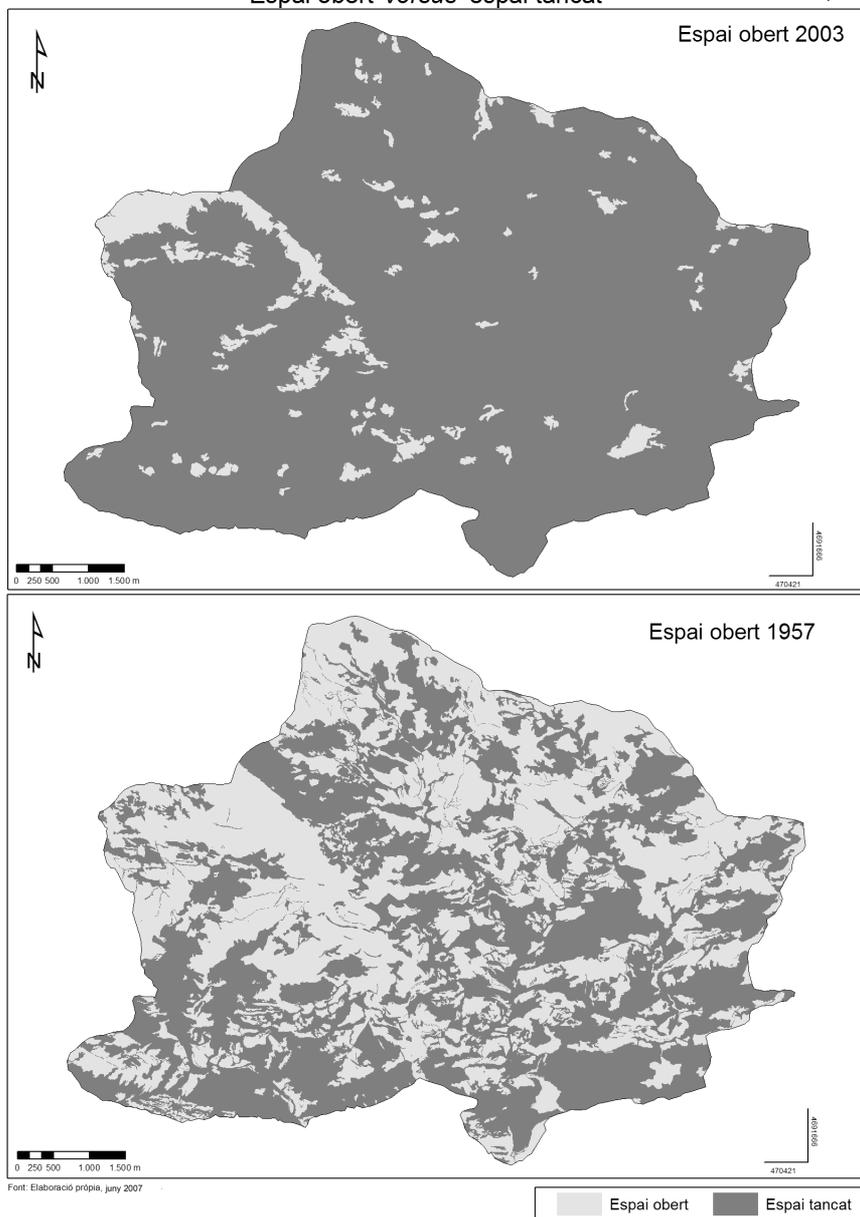 Espai obert versus espai tancat
Espai obert 2003
N
0 250 500 1.000 1.500 m
4691666
470421
Espai obert 1957
N
0 250 500 1.000 1.500 m
4691666
470421
Font: Elaboració pròpia, juny 2007
Espai obert Espai tancat